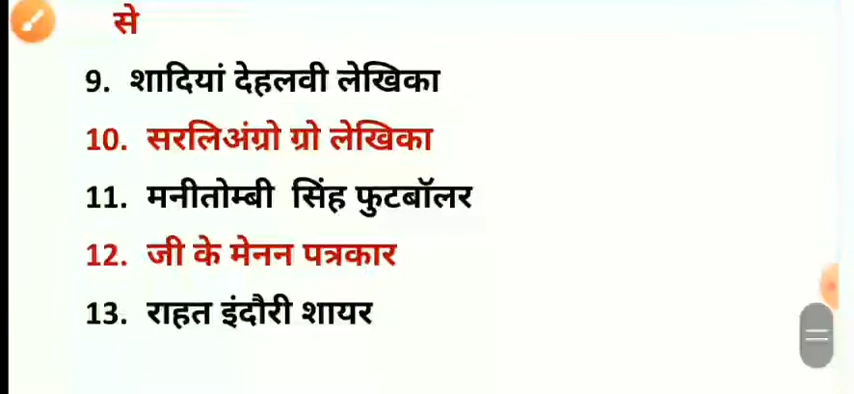 से
9. शादियां देहलवी लेखिका
10. सरलिअंग्रो ग्रो लेखिका
11. मनीतोम्बी सिंह फुटबॉलर
12. जी के मेनन पत्रकार
13. राहत इंदौरी शायर